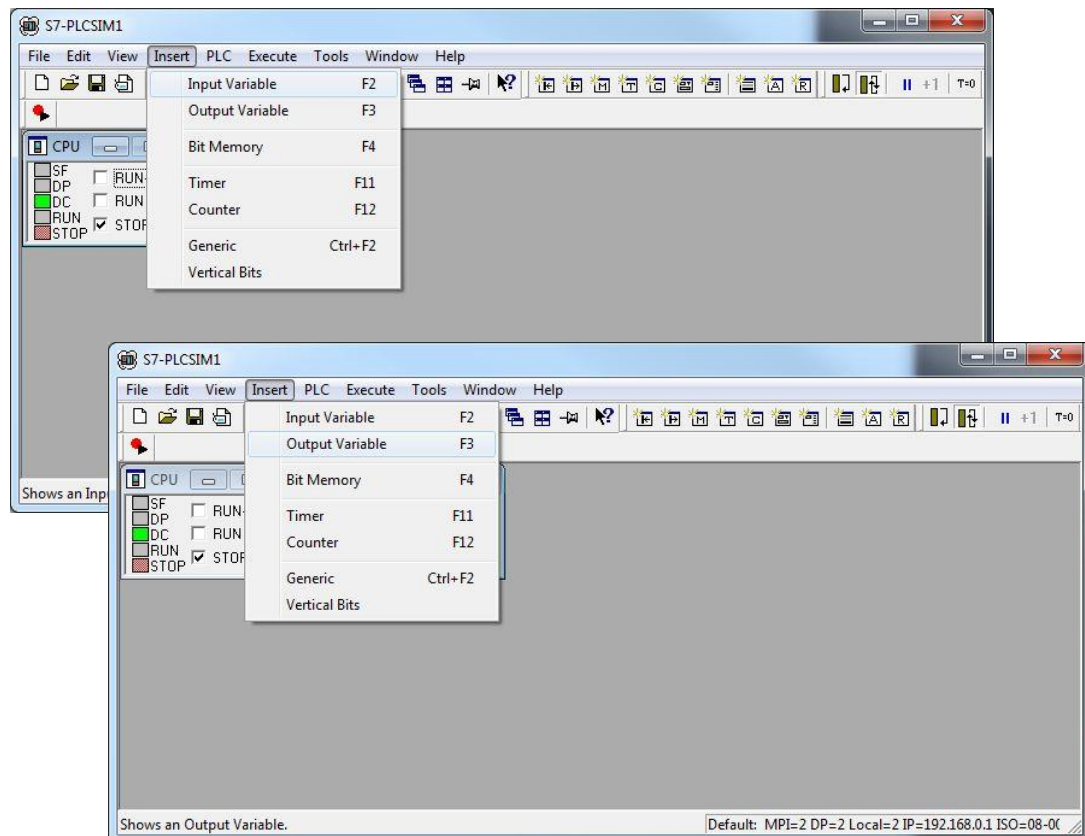 S7-PLCSIM1
File Edit View Insert PLC Execute Tools Window Help
Input Variable F2
Output Variable F3
Bit Memory F4
Timer F11
Counter F12
Generic Ctrl+F2
Vertical Bits
+1 T=0
CPU
SF
DP
DC
RUN
STOP
RUN-
RUN
STOP
Shows an Inp
S7-PLCSIM1
File Edit View Insert PLC Execute Tools Window Help
Input Variable F2
Output Variable F3
Bit Memory F4
Timer F11
Counter F12
Generic Ctrl+F2
Vertical Bits
+1 T=0
CPU
SF
DP
DC
RUN
STOP
RUN-
RUN
STOP
Shows an Output Variable.
Default: MPI=2 DP=2 Local=2 IP=192.168.0.1 ISO=08-0